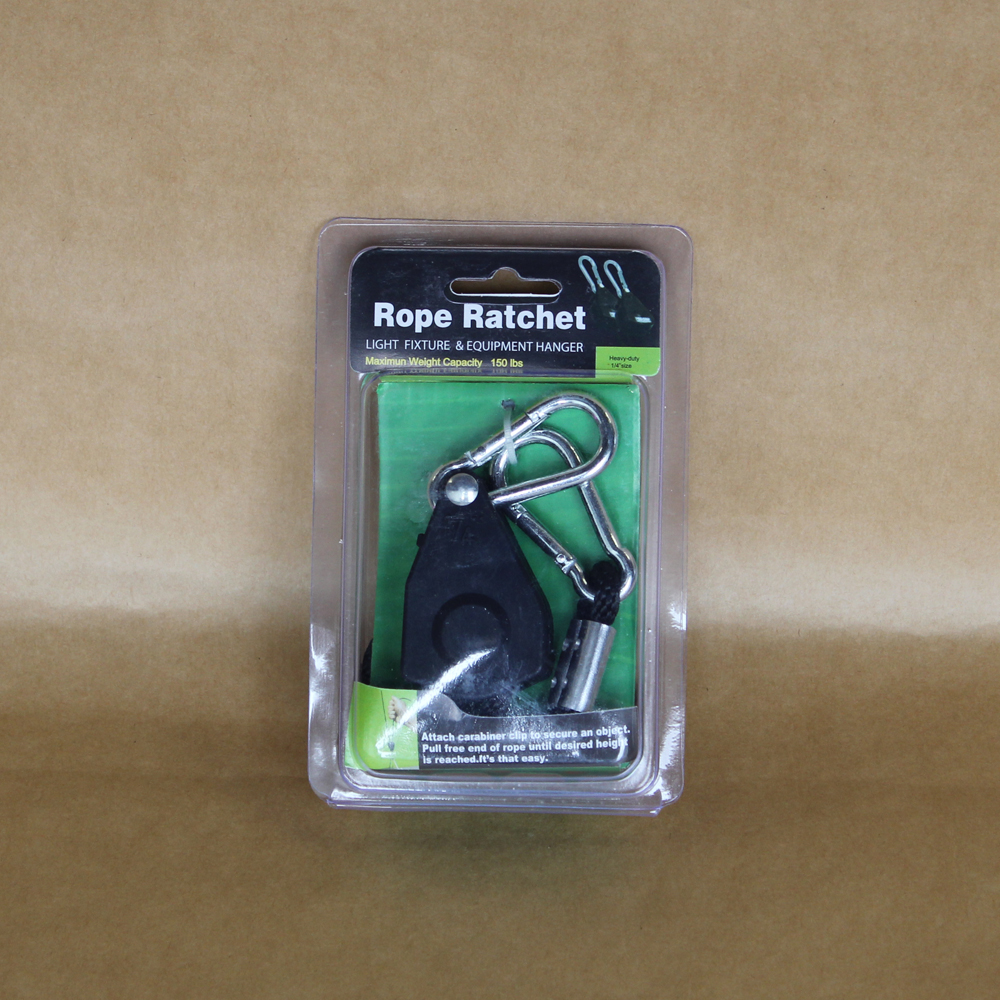 Rope Ratchet
LIGHT FIXTURE & EQUIPMENT HANGER
Maximun Weight Capacity 150 lbs
Heavy-duty
1/4"size
Attach carabiner clip to secure an object.
Pull free end of rope until desired height
is reached.It's that easy.